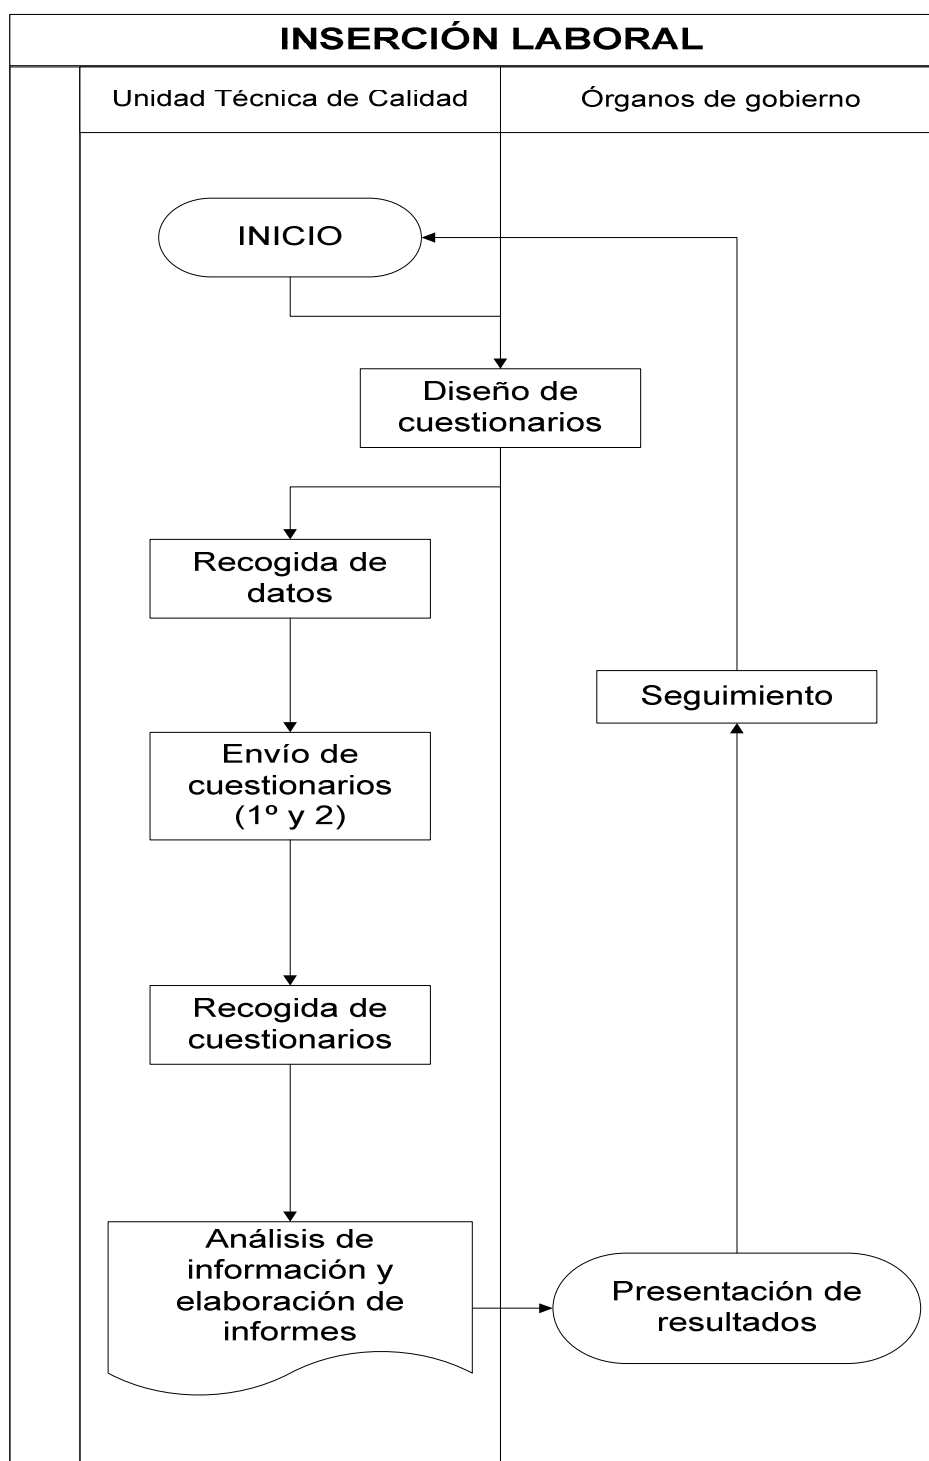 INSERCIÓN LABORAL
Unidad Técnica de Calidad
Órganos de gobierno
INICIO
Diseño de
cuestionarios
Recogida de
datos
Seguimiento
Envío de
cuestionarios
(1º y 2)
Recogida de
cuestionarios
Análisis de
información y
elaboración de
informes
Presentación de
resultados